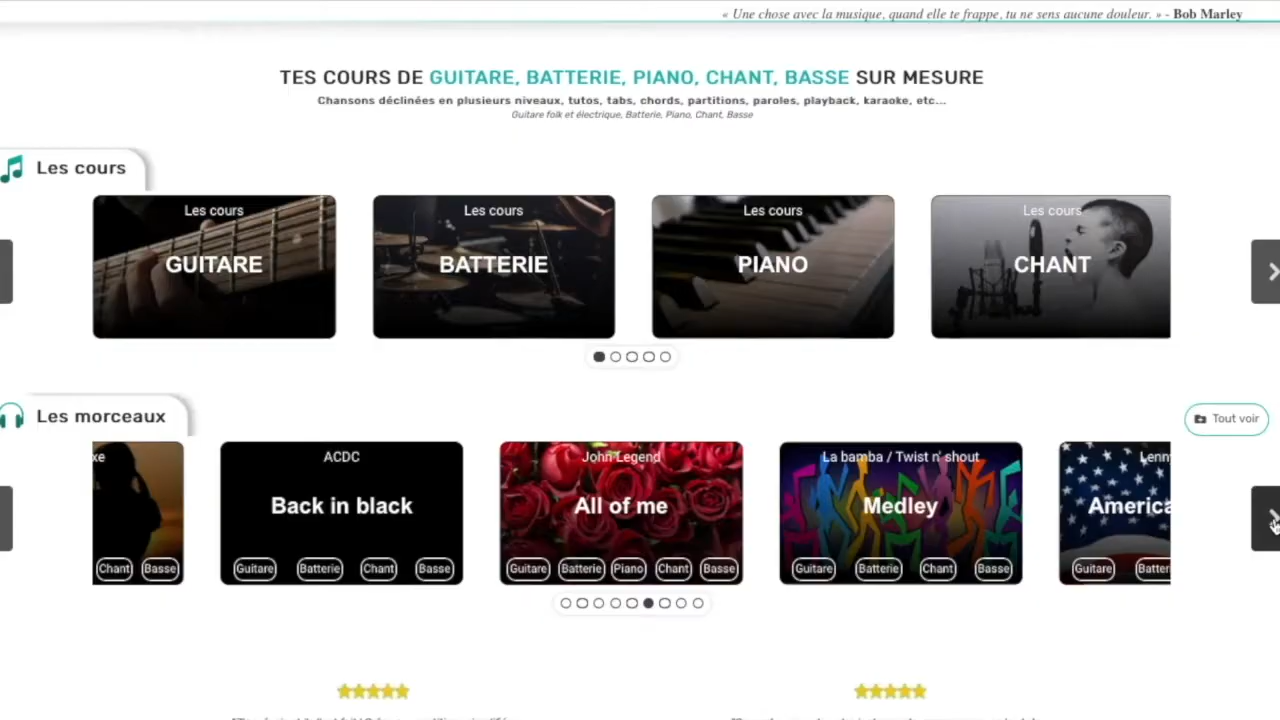 « Une chose avec la musique, quand elle te frappe, tu ne sens aucune douleur. » - Bob Marley
TES COURS DE GUITARE, BATTERIE, PIANO, CHANT, BASSE SUR MESURE
Chansons déclinées en plusieurs niveaux, tutos, tabs, chords, partitions, paroles, playback, karaoke, etc...
Guitare folk et électrique, Batterie, Piano, Chant, Basse
Les cours
Les cours
GUITARE
Les cours
BATTERIE
Les cours
PIANO
Les cours
CHANT
Les morceaux
Tout voir
xe
Chant Basse
ACDC
Back in black
Guitare Batterie Chant Basse
John Legend
All of me
Guitare Batterie Piano Chant Basse
La bamba / Twist n' shout
Medley
Guitare Batterie Chant Basse
Lenn
America
Guitare Batter